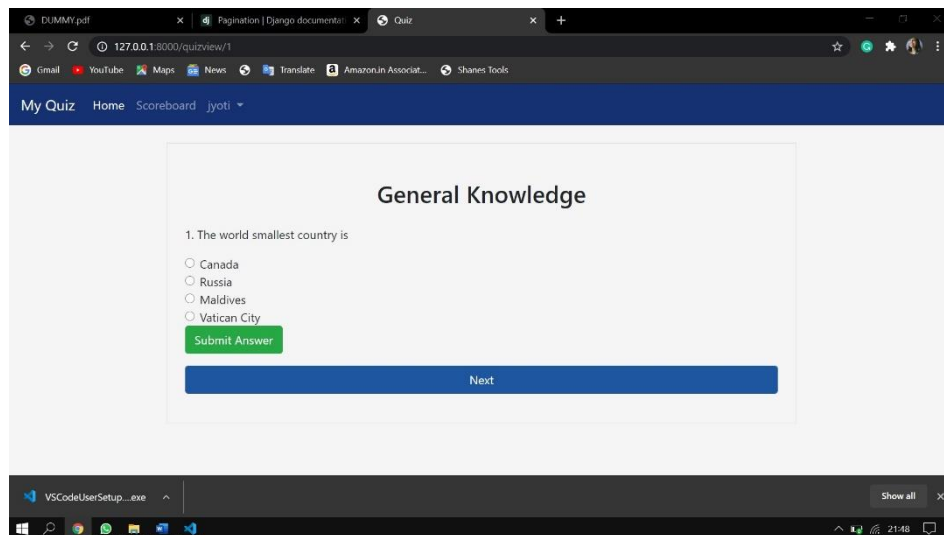 DUMMY.pdf
dj Pagination | Django documentati
Quiz
127.0.0.1:8000/quizview/1
Gmail YouTube Maps News Translate Amazon.in Associat... Shanes Tools
My Quiz Home Scoreboard jyoti
General Knowledge
1. The world smallest country is
Canada
Russia
Maldives
Vatican City
Submit Answer
Next
VSCodeUserSetup....exe
Show all
21:48